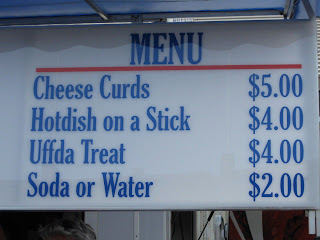 MENU
Cheese Curds $5.00
Hotdish on a Stick $4.00
Uffda Treat $4.00
Soda or Water $2.00